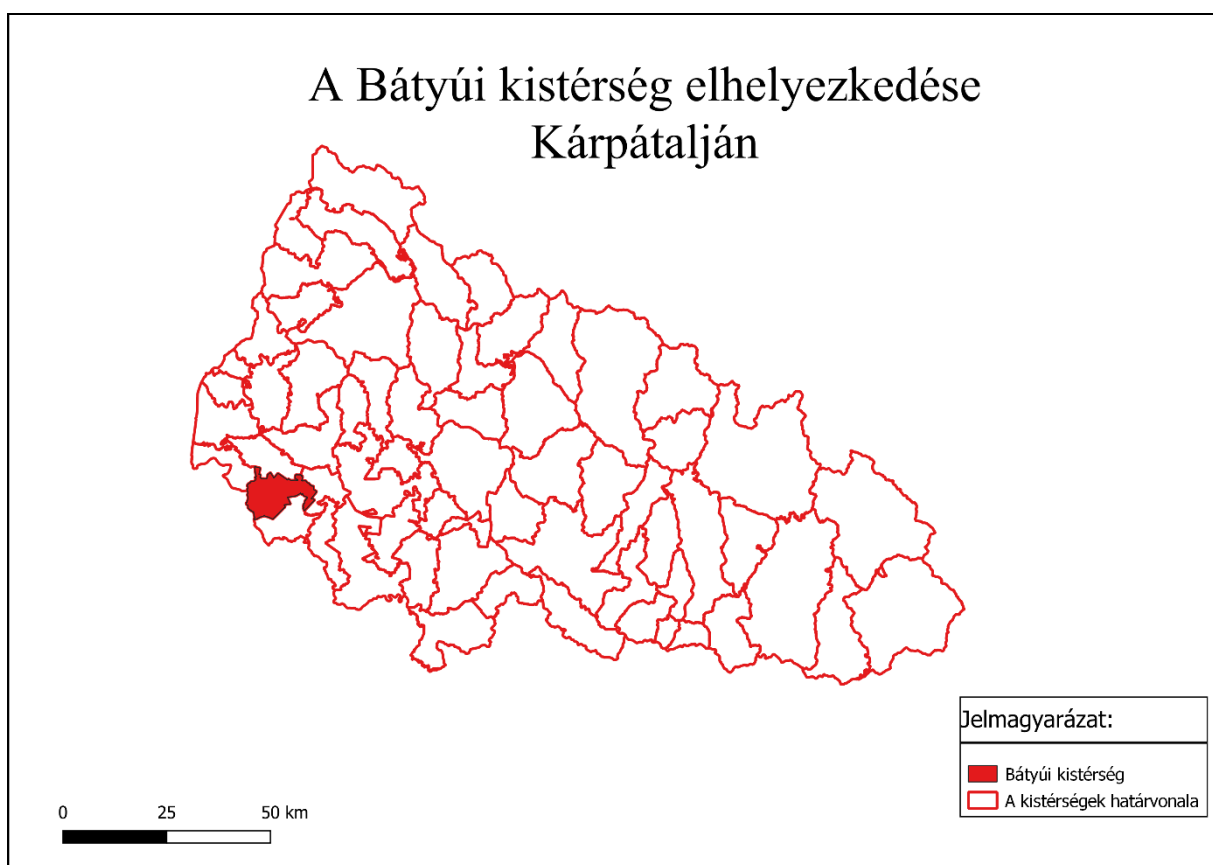 A Bátyúi kistérség elhelyezkedése
Kárpátalján
Jelmagyarázat:
Bátyúi kistérség
A kistérségek határvonala
0 25 50 km